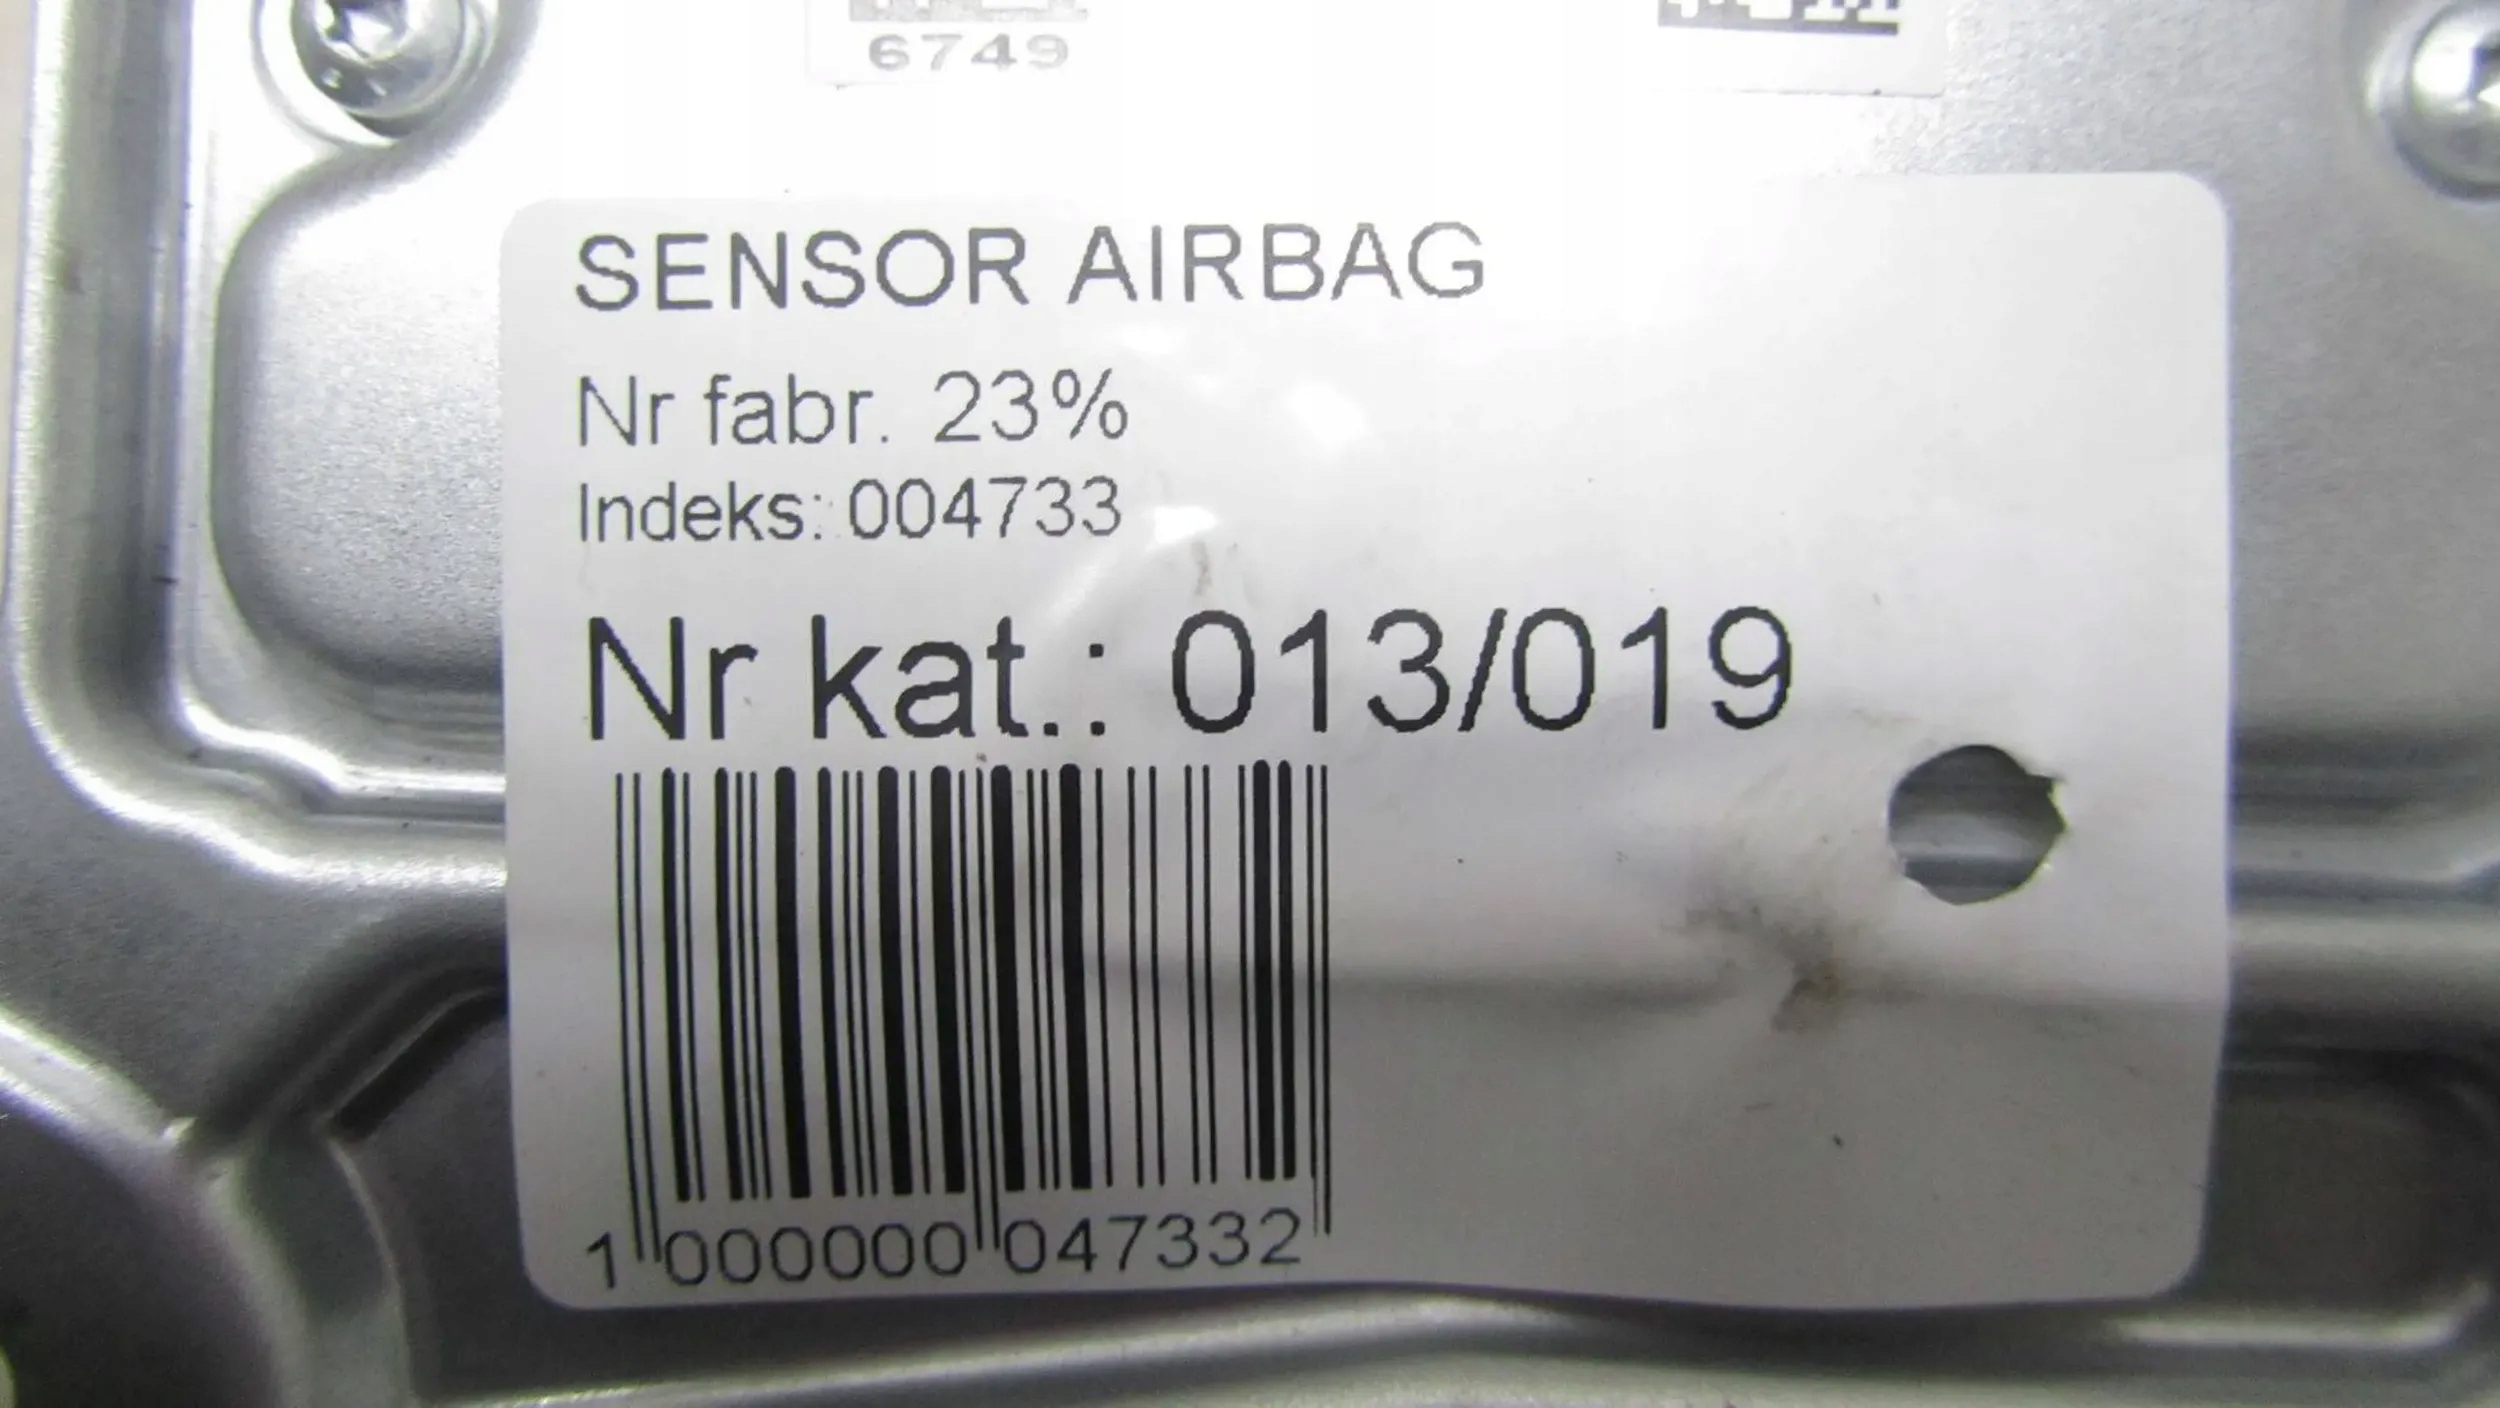 6749
SENSOR AIRBAG
Nr fabr. 23%
Indeks: 004733
Nr kat.: 013/019
1 000000 047332